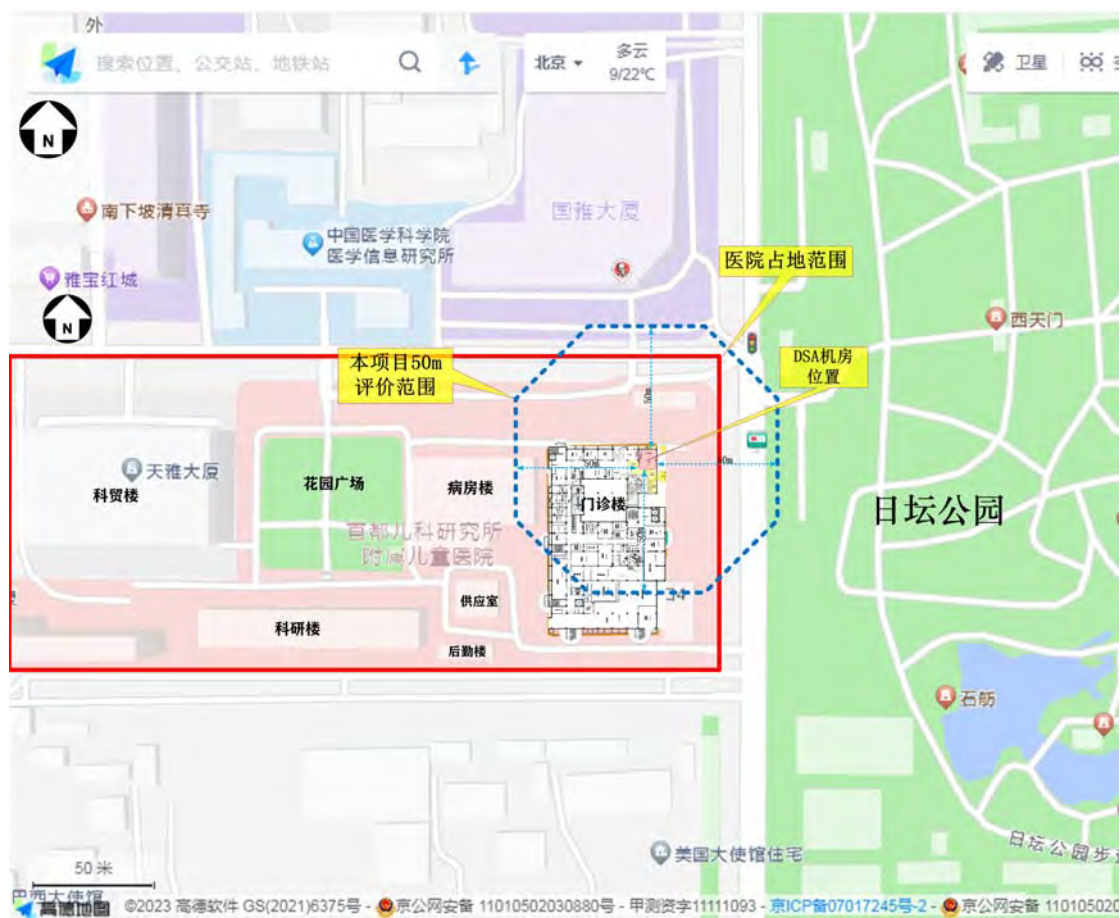 外
搜索位置、公交站、地铁站
北京
多云
9/22℃
卫星
N
南下坡清真寺
中国医学科学院
医学信息研究所
国雅大厦
雅宝红城
N
医院占地范围
西天门
本项目50m
评价范围
DSA机房
位置
50m
50m
50m
天雅大厦
科贸楼
花园广场
病房楼
门诊楼
日坛公园
首都儿科研究所
附属儿童医院
50m
供应室
科研楼
后勤楼
石舫
美国大使馆住宅
日坛公园步
50 米
巴西大使馆
高德地图
©2023 高德软件 GS(2021)6375号 - 京公网安备 11010502030880号 - 甲测资字11111093 - 京ICP备07017245号-2 - 京公网安备 11010502